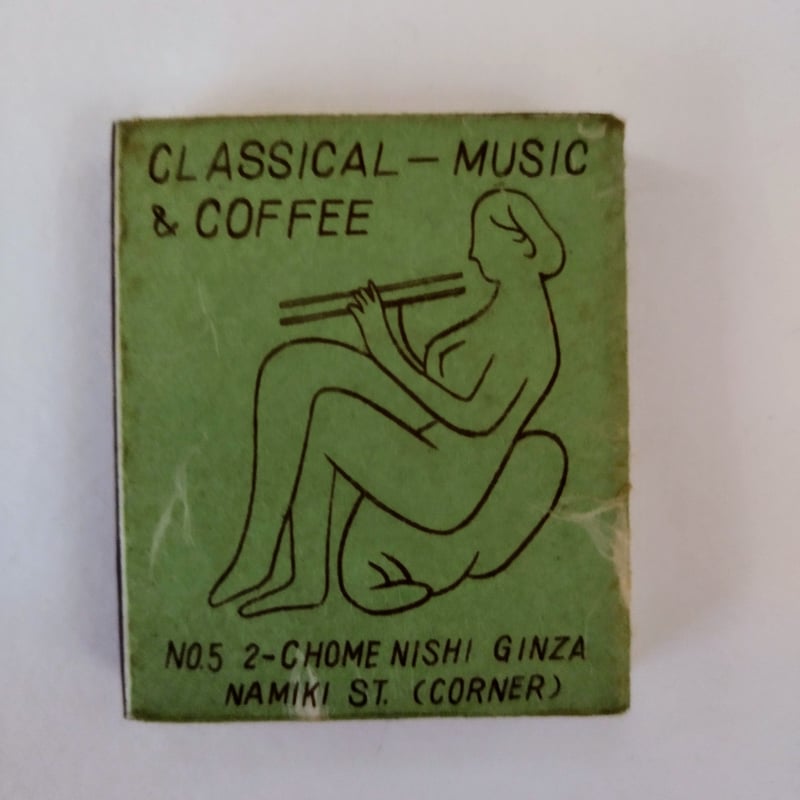 CLASSICAL – MUSIC
& COFFEE
NO.5 2-CHOME NISHI GINZA
NAMIKI ST. (CORNER)